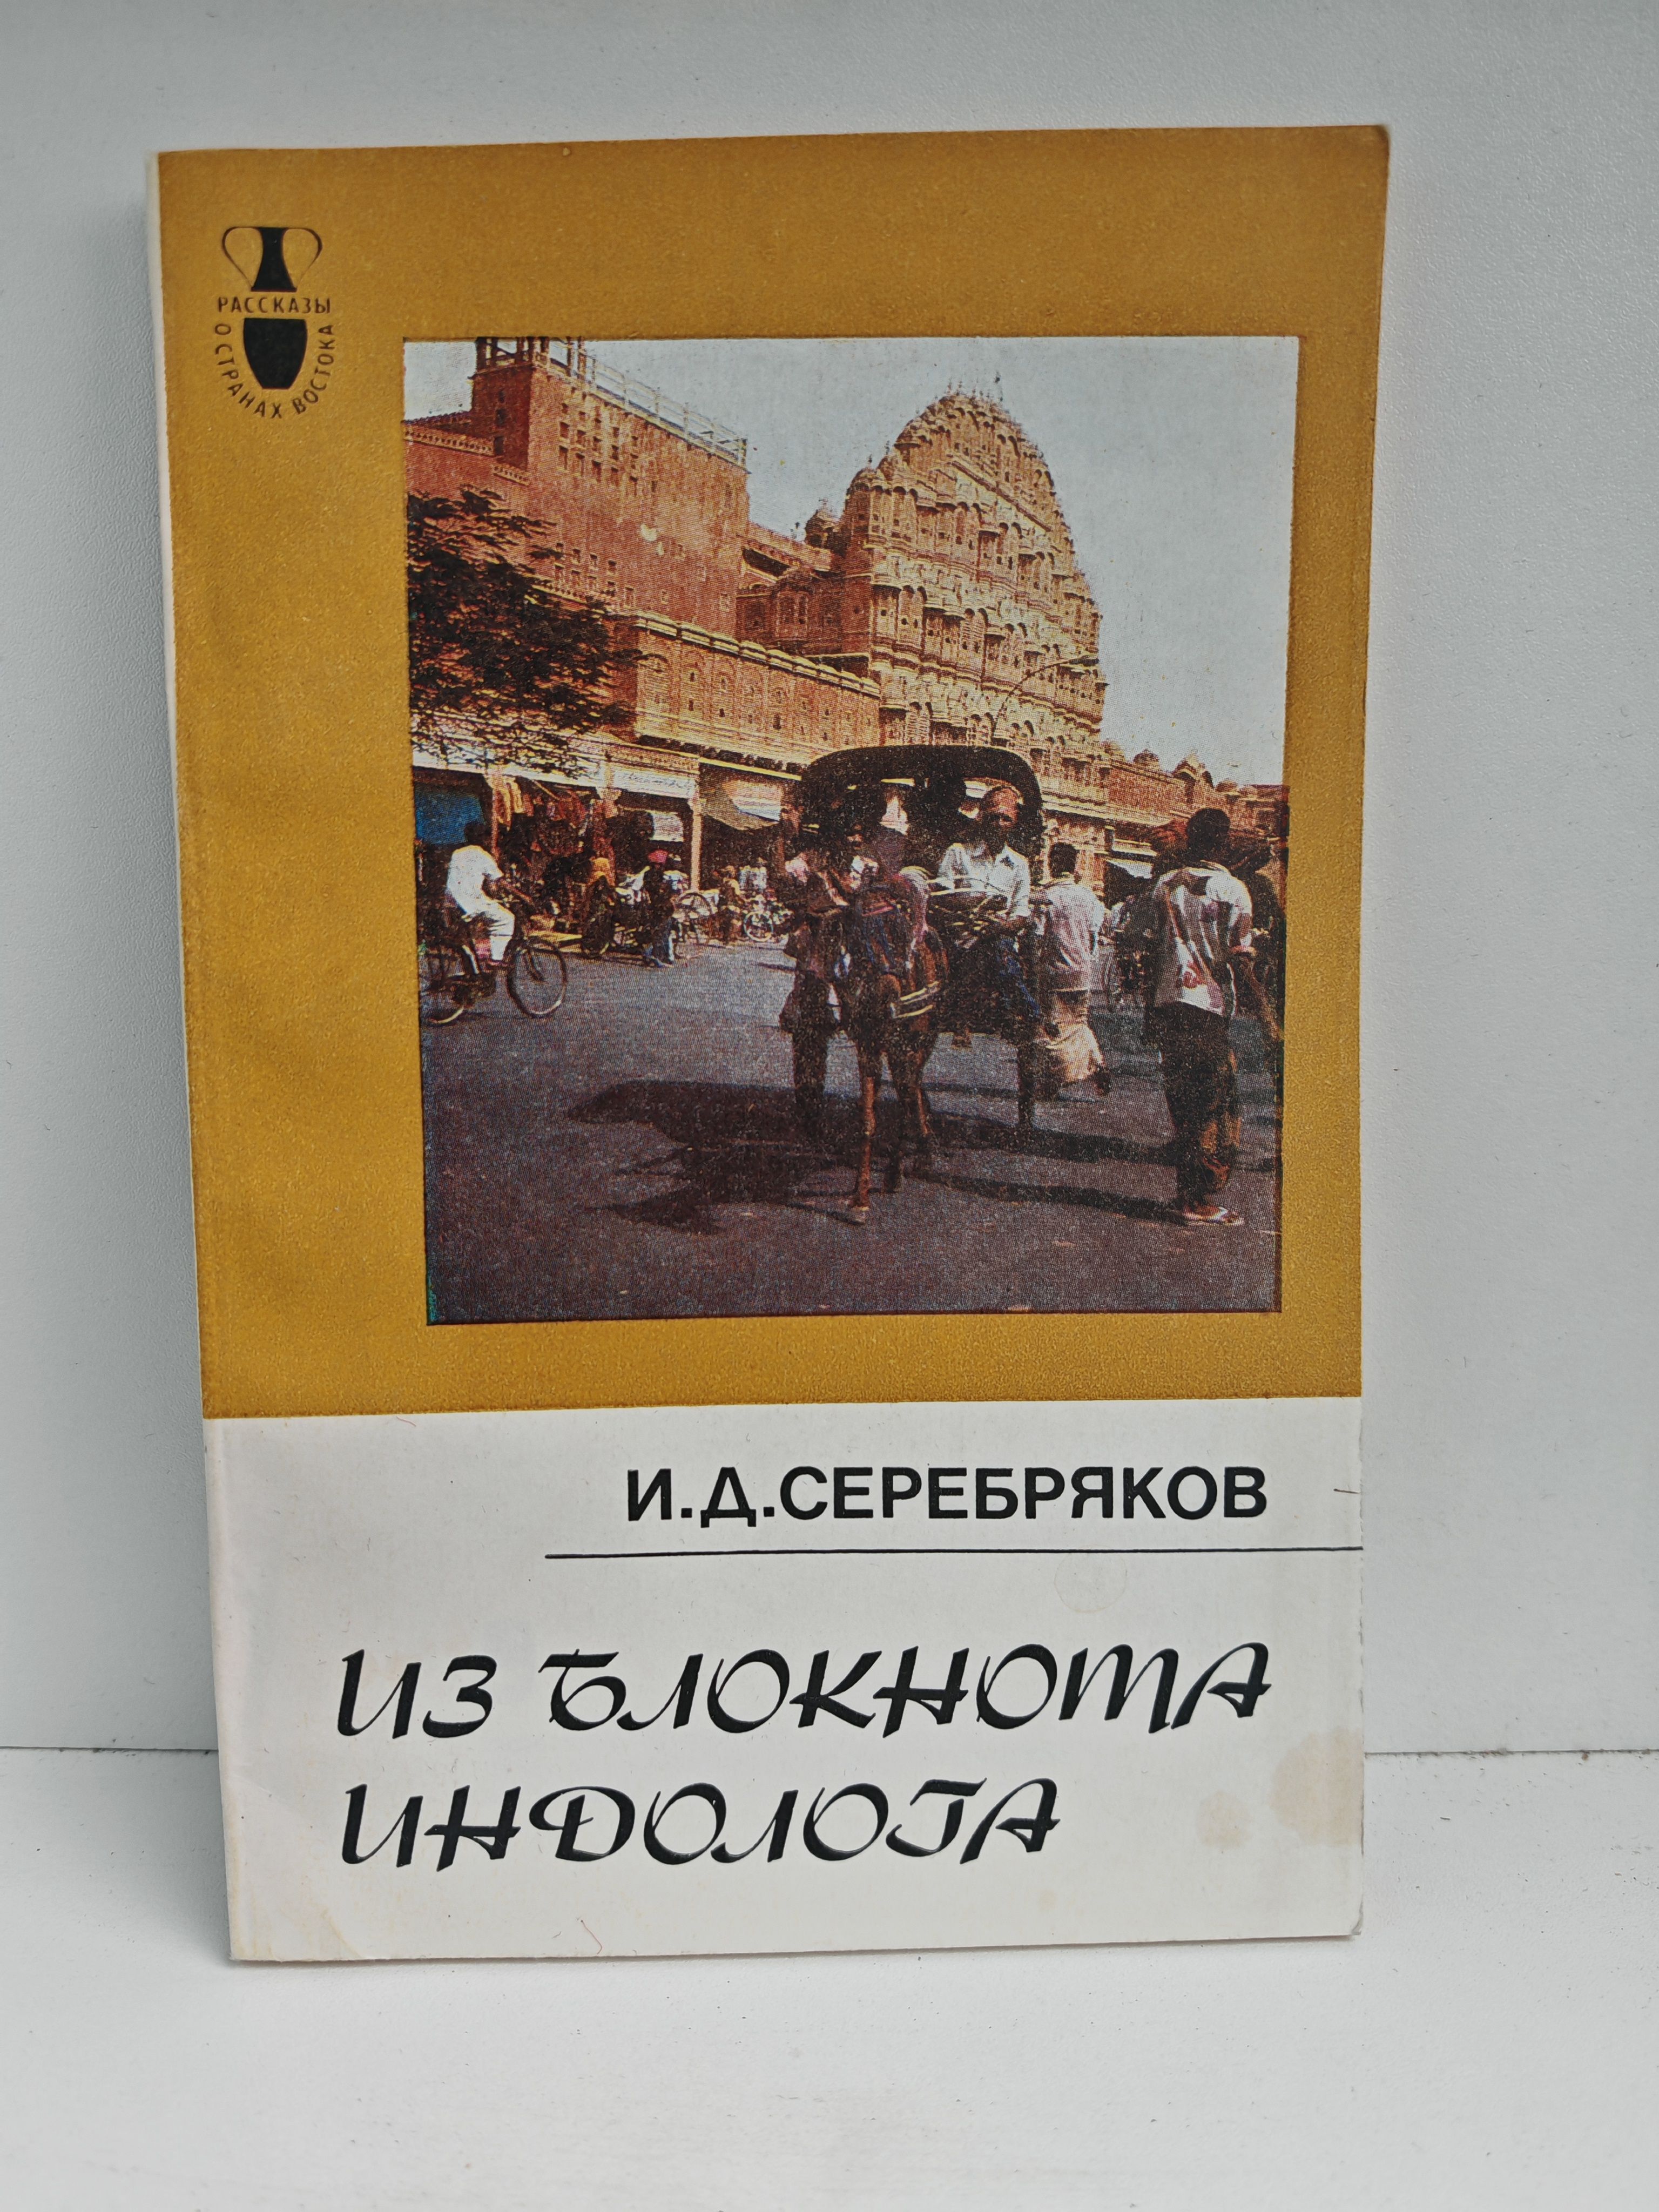 РАССКАЗЫ
О СТРАНАХ ВОСТОКА
И.Д.СЕРЕБРЯКОВ
ИЗ БЛОКНОТА
ИНДОЛОГА